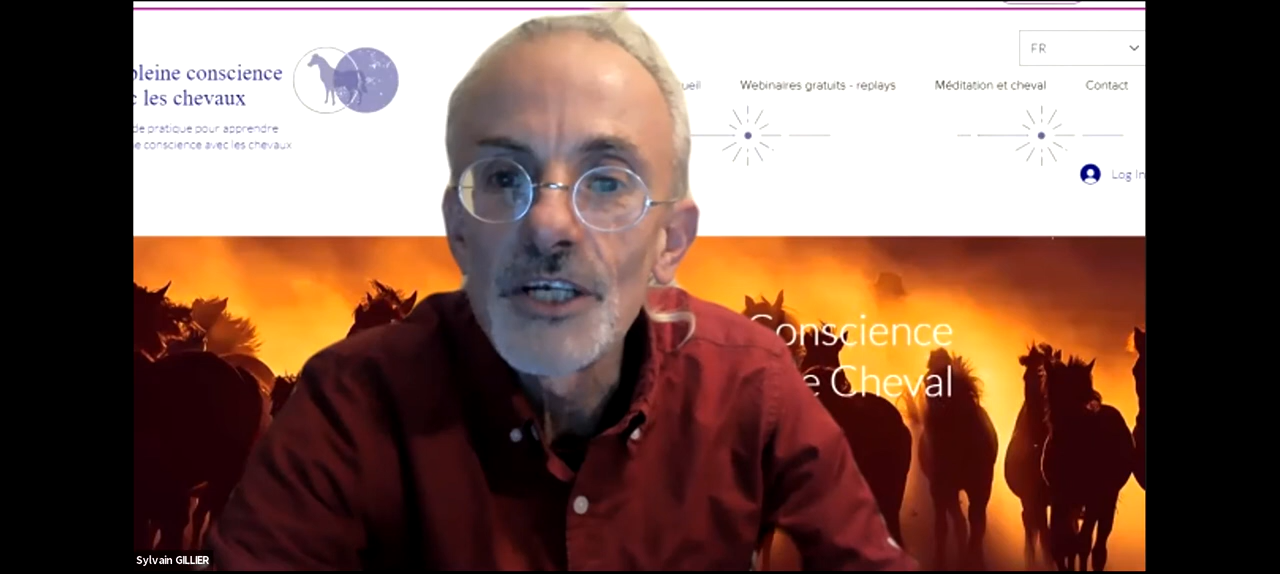 FR
pleine conscience
c les chevaux
de pratique pour apprendre
e conscience avec les chevaux
ueil
Webinaires gratuits - replays
Méditation et cheval
Contact
Log In
Conscience
e Cheval
Sylvain GILLIER